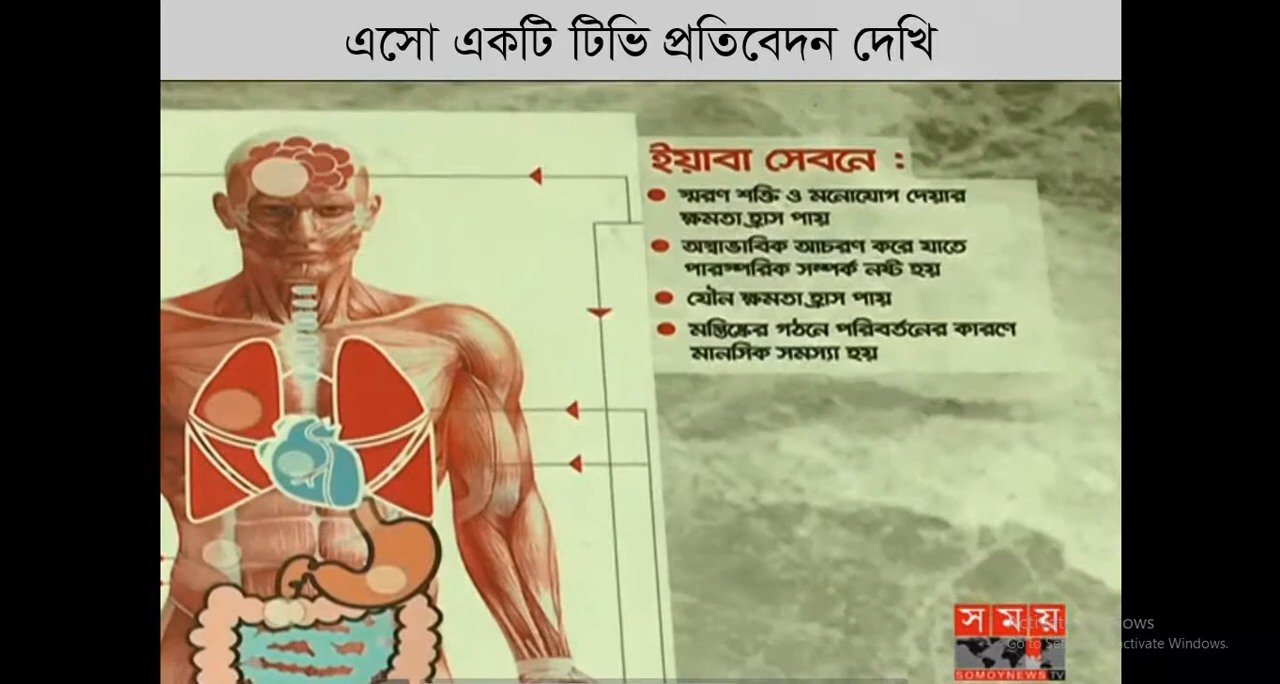 এসো একটি টিভি প্রতিবেদন দেখি
ইয়াবা সেবনে :
স্মরণ শক্তি ও মনোযোগ দেয়ার
ক্ষমতা হ্রাস পায়
অস্বাভাবিক আচরণ করে যাতে
পারস্পরিক সম্পর্ক নষ্ট হয়
যৌন ক্ষমতা হ্রাস পায়
মস্তিষ্কের গঠনে পরিবর্তনের কারণে
মানসিক সমস্যা হয়
সময়
SOMOYNEWS TV